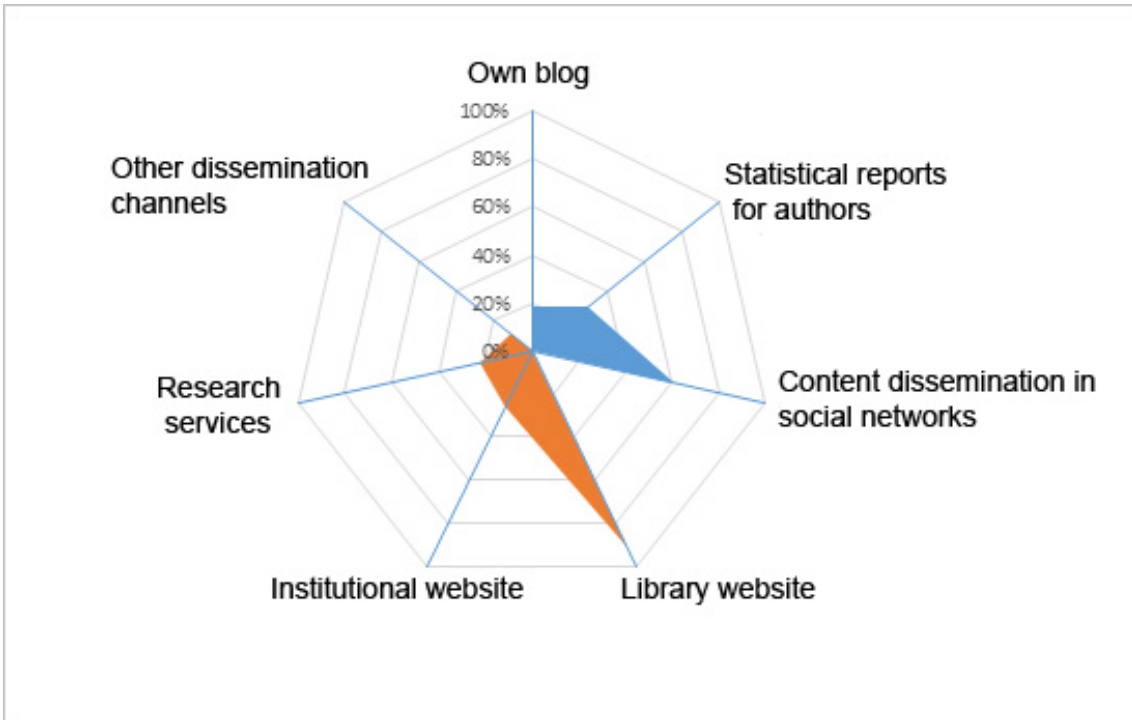 Own blog
100%
80%
60%
40%
20%
0%
Statistical reports
for authors
Content dissemination in
social networks
Library website
Institutional website
Research
services
Other dissemination
channels